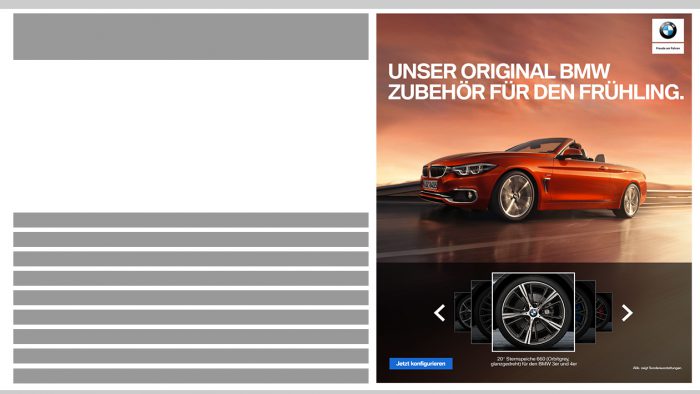 Freude am Fahren
UNSER ORIGINAL BMW
ZUBEHÖR FÜR DEN FRÜHLING.
Jetzt konfigurieren
20" Sternspeiche 660 (Orbitgrey,
glanzgedreht) für den BMW 3er und 4er
Abb. zeigt Sonderausstattungen.